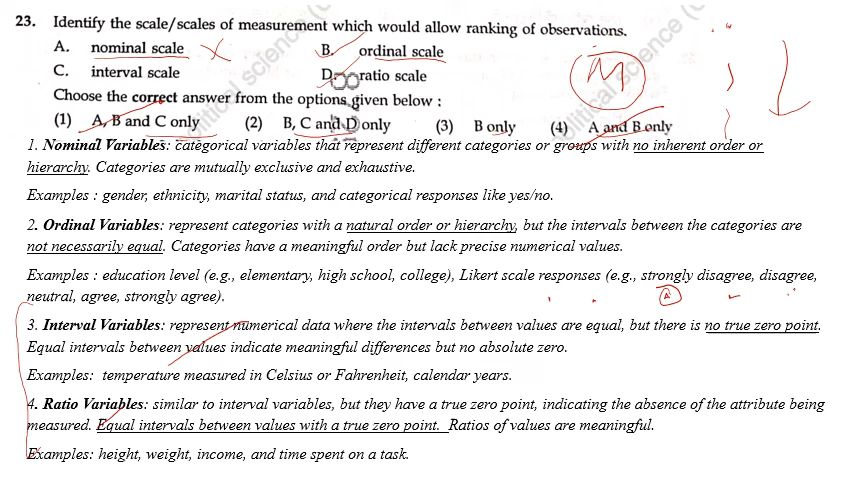 23. Identify the scale/scales of measurement which would allow ranking of observations.
A. nominal scale B. ordinal scale
C. interval scale D. ratio scale
Choose the correct answer from the options given below :
(1) A, B and C only (2) B, C and D only (3) B only (4) A and B only
1. Nominal Variables: categorical variables that represent different categories or groups with no inherent order or
hierarchy. Categories are mutually exclusive and exhaustive.
Examples : gender, ethnicity, marital status, and categorical responses like yes/no.
2. Ordinal Variables: represent categories with a natural order or hierarchy, but the intervals between the categories are
not necessarily equal. Categories have a meaningful order but lack precise numerical values.
Examples : education level (e.g., elementary, high school, college), Likert scale responses (e.g., strongly disagree, disagree,
neutral, agree, strongly agree).
3. Interval Variables: represent numerical data where the intervals between values are equal, but there is no true zero point.
Equal intervals between values indicate meaningful differences but no absolute zero.
Examples: temperature measured in Celsius or Fahrenheit, calendar years.
4. Ratio Variables: similar to interval variables, but they have a true zero point, indicating the absence of the attribute being
measured. Equal intervals between values with a true zero point. Ratios of values are meaningful.
Examples: height, weight, income, and time spent on a task.